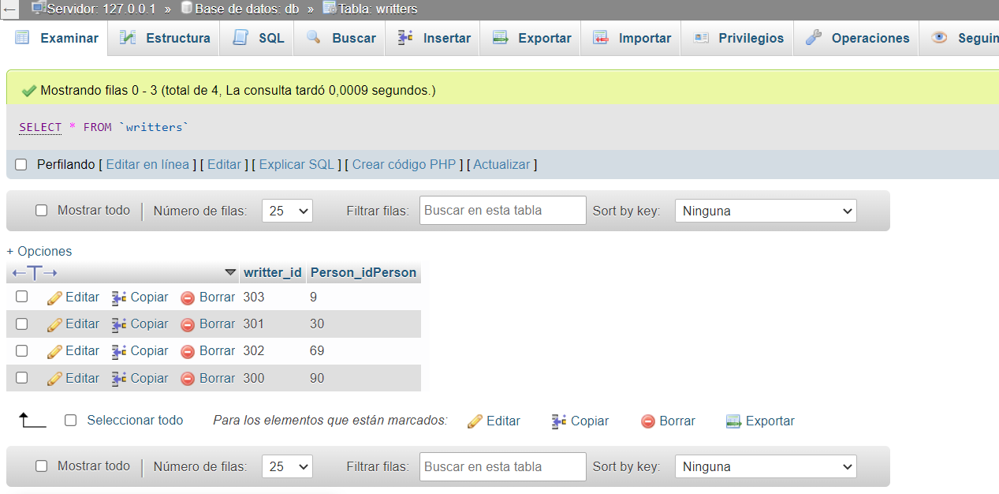 ← Servidor: 127.0.0.1 » Base de datos: db » Tabla: writters
Examinar Estructura SQL Buscar Insertar Exportar Importar Privilegios Operaciones Seguim
Mostrando filas 0 - 3 (total de 4, La consulta tardó 0,0009 segundos.)
SELECT * FROM `writters`
Perfilando [ Editar en línea ] [ Editar ] [ Explicar SQL ] [ Crear código PHP ] [ Actualizar ]
Mostrar todo Número de filas: 25 Filtrar filas: Buscar en esta tabla Sort by key: Ninguna
+ Opciones
←T→ writter_id Person_idPerson
Editar Copiar Borrar 303 9
Editar Copiar Borrar 301 30
Editar Copiar Borrar 302 69
Editar Copiar Borrar 300 90
Seleccionar todo Para los elementos que están marcados: Editar Copiar Borrar Exportar
Mostrar todo Número de filas: 25 Filtrar filas: Buscar en esta tabla Sort by key: Ninguna